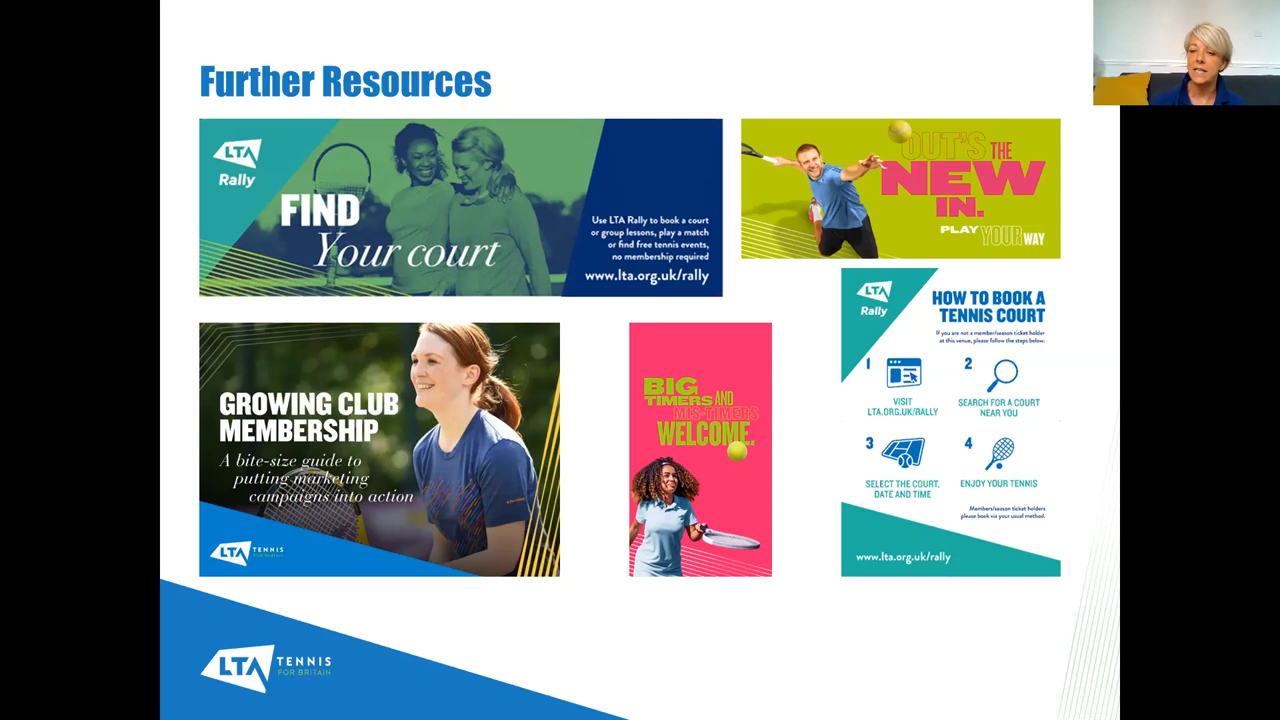 Further Resources
LTA
Rally
FIND
Your court
Use LTA Rally to book a court
or group lessons, play a match
or find free tennis events,
no membership required
www.lta.org.uk/rally
OUT'S THE
NEW
IN.
PLAY YOUR WAY
GROWING CLUB
MEMBERSHIP
A bite-size guide to
putting marketing
campaigns into action
LTA TENNIS
FOR BRITAIN
BIG
TIMERS AND
MIS-TIMERS
WELCOME.
LTA
Rally
HOW TO BOOK A
TENNIS COURT
If you are not a member/season ticket holder
at this venue, please follow the steps below.
1
VISIT
LTA.ORG.UK/RALLY
2
SEARCH FOR A COURT
NEAR YOU
3
SELECT THE COURT,
DATE AND TIME
4
ENJOY YOUR TENNIS
Members/season ticket holders
please book via your usual method.
www.lta.org.uk/rally
LTA TENNIS
FOR BRITAIN